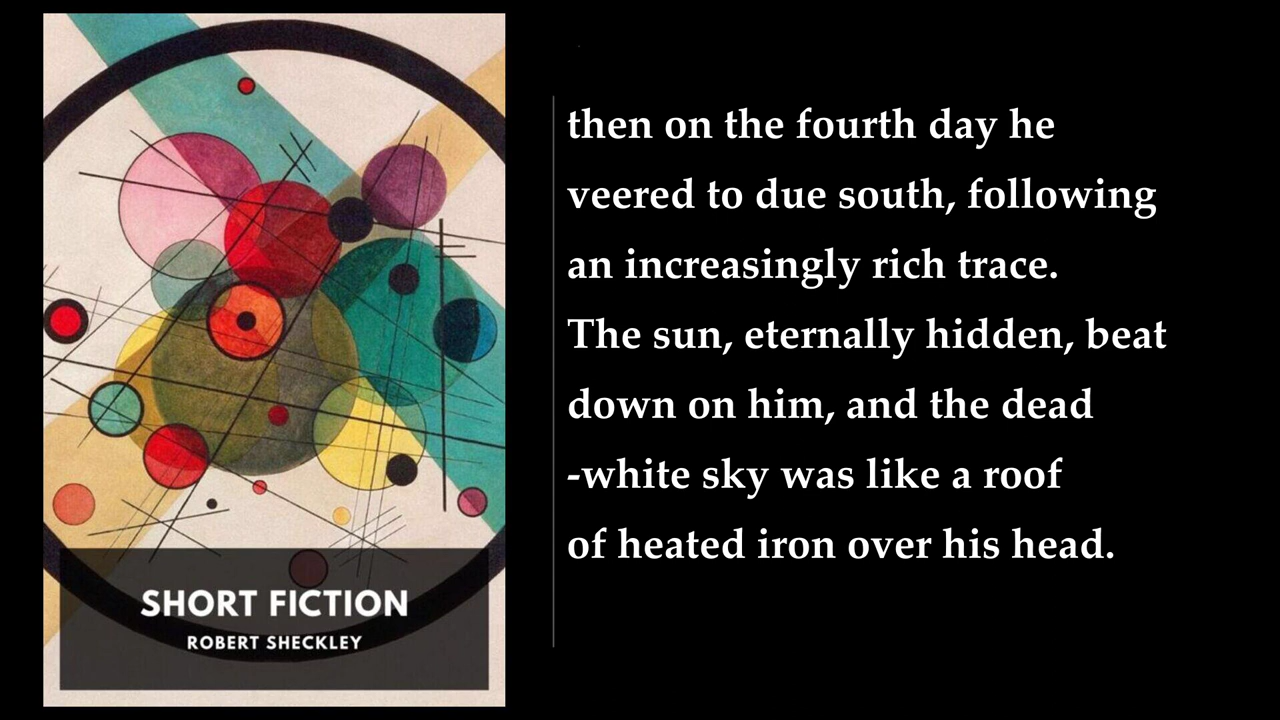 SHORT FICTION
ROBERT SHECKLEY
then on the fourth day he
veered to due south, following
an increasingly rich trace.
The sun, eternally hidden, beat
down on him, and the dead
-white sky was like a roof
of heated iron over his head.